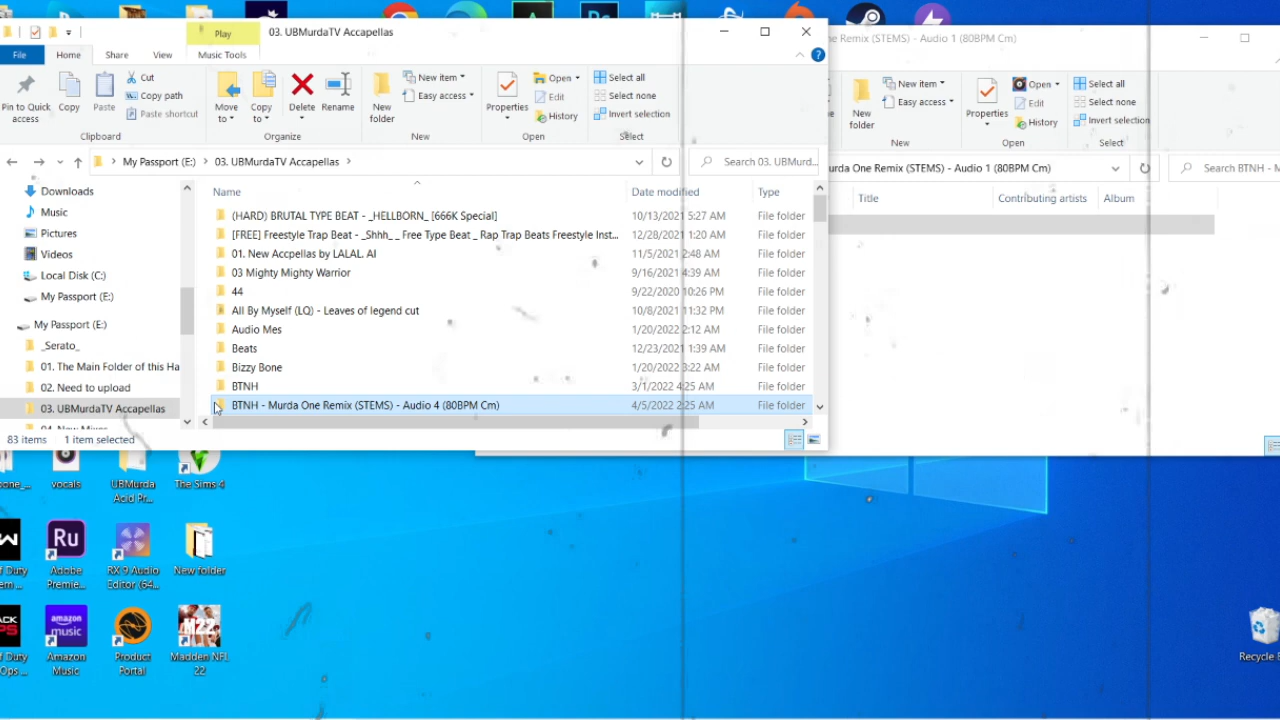 Play
03. UBMurdaTV Accapellas
File
Home
Share
View
Music Tools
Pin to Quick access
Copy
Paste
Cut
Copy path
Paste shortcut
Clipboard
Move to
Copy to
Delete
Rename
Organize
New folder
New item
Easy access
New
Properties
Open
Edit
History
Open
Select all
Select none
Invert selection
Select
My Passport (E:)
03. UBMurdaTV Accapellas
Search 03. UBMurd...
Downloads
Music
Pictures
Videos
Local Disk (C:)
My Passport (E:)
My Passport (E:)
_Serato_
01. The Main Folder of this Ha
02. Need to upload
03. UBMurdaTV Accapellas
04. New Mixes
Name Date modified Type
(HARD) BRUTAL TYPE BEAT - _HELLBORN_ [666K Special] 10/13/2021 5:27 AM File folder
[FREE] Freestyle Trap Beat - _Shhh_ _ Free Type Beat _ Rap Trap Beats Freestyle Inst... 12/28/2021 1:20 AM File folder
01. New Accpellas by LALAL. AI 11/5/2021 2:48 AM File folder
03 Mighty Mighty Warrior 9/16/2021 4:39 AM File folder
44 9/22/2020 10:26 PM File folder
All By Myself (LQ) - Leaves of legend cut 10/8/2021 11:32 PM File folder
Audio Mes 1/20/2022 2:12 AM File folder
Beats 12/23/2021 1:39 AM File folder
Bizzy Bone 1/20/2022 3:22 AM File folder
BTNH 3/1/2022 4:25 AM File folder
BTNH - Murda One Remix (STEMS) - Audio 4 (80BPM Cm) 4/5/2022 2:25 AM File folder
83 items 1 item selected
ne Remix (STEMS) - Audio 1 (80BPM Cm)
New folder
New item
Easy access
New
Properties
Open
Edit
History
Open
Select all
Select none
Invert selection
Select
urda One Remix (STEMS) - Audio 1 (80BPM Cm)
Search BTNH - M
Title Contributing artists Album
vocals
UBMurda Acid Pr...
The Sims 4
Ru
Adobe Premie...
RX 9 Audio Editor (64...
New folder
amazon music
Amazon Music
Product Portal
M22
Madden NFL 22
Recycle B